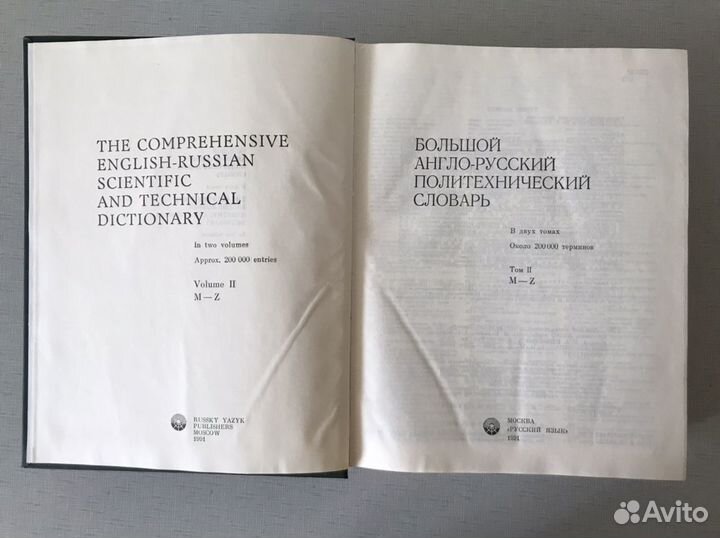 THE COMPREHENSIVE
ENGLISH-RUSSIAN
SCIENTIFIC
AND TECHNICAL
DICTIONARY
In two volumes
Approx. 200 000 entries
Volume II
M — Z
RUSSKY YAZYK
PUBLISHERS
MOSCOW
1991
БОЛЬШОЙ
АНГЛО-РУССКИЙ
ПОЛИТЕХНИЧЕСКИЙ
СЛОВАРЬ
В двух томах
Около 200 000 терминов
Том II
M — Z
МОСКВА
«РУССКИЙ ЯЗЫК»
1991
Avito